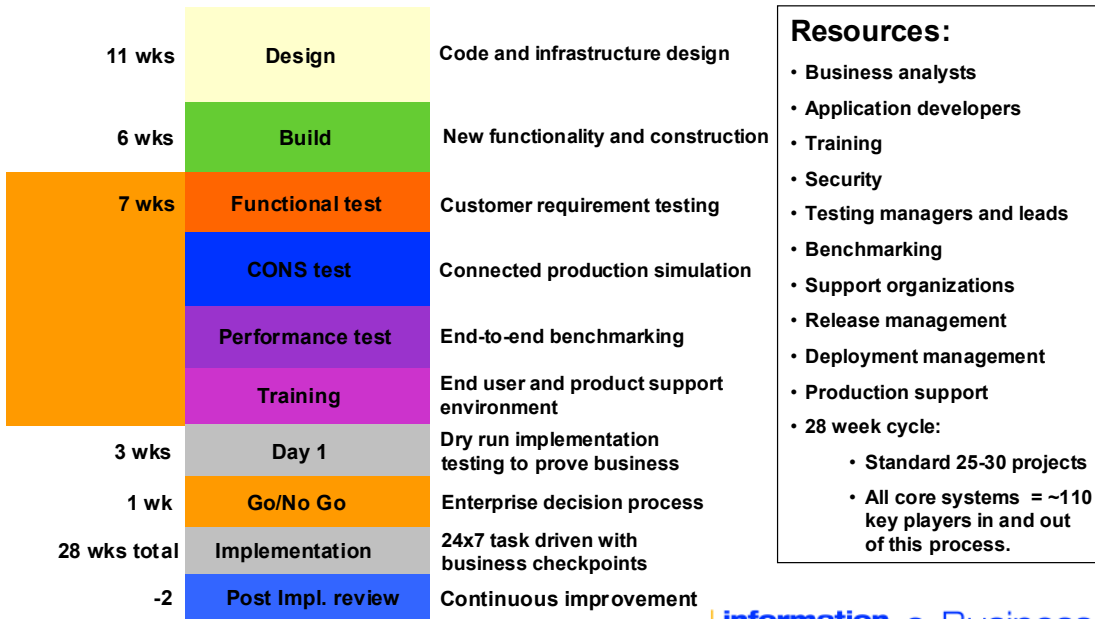 11 wks Design Code and infrastructure design
6 wks Build New functionality and construction
7 wks Functional test Customer requirement testing
CONS test Connected production simulation
Performance test End-to-end benchmarking
Training End user and product support
environment
3 wks Day 1 Dry run implementation
testing to prove business
1 wk Go/No Go Enterprise decision process
28 wks total Implementation 24x7 task driven with
business checkpoints
-2 Post Impl. review Continuous improvement
Resources:
• Business analysts
• Application developers
• Training
• Security
• Testing managers and leads
• Benchmarking
• Support organizations
• Release management
• Deployment management
• Production support
• 28 week cycle:
• Standard 25-30 projects
• All core systems = ~110
key players in and out
of this process.
information e-Business